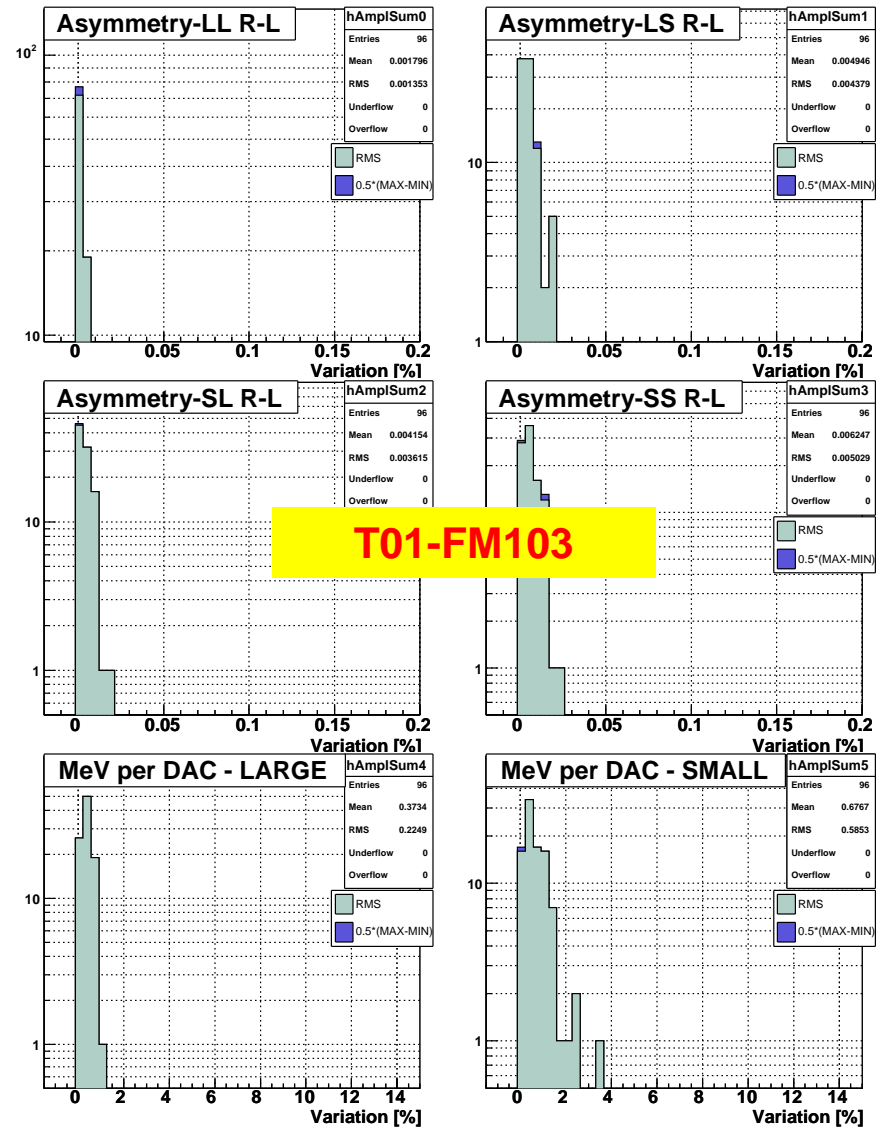 Asymmetry-LL R-L
hAmplSum0
Entries 96
Mean 0.001796
RMS 0.001353
Underflow 0
Overflow 0
RMS
0.5*(MAX-MIN)
10²
10
0 0.05 0.1 0.15 0.2
Variation [%]
Asymmetry-LS R-L
hAmplSum1
Entries 96
Mean 0.004946
RMS 0.004379
Underflow 0
Overflow 0
RMS
0.5*(MAX-MIN)
10
1
0 0.05 0.1 0.15 0.2
Variation [%]
Asymmetry-SL R-L
hAmplSum2
Entries 96
Mean 0.004154
RMS 0.003615
Underflow 0
Overflow 0
10
1
0 0.05 0.1 0.15 0.2
Variation [%]
Asymmetry-SS R-L
hAmplSum3
Entries 96
Mean 0.006247
RMS 0.005029
Underflow 0
Overflow 0
RMS
0.5*(MAX-MIN)
1
0 0.05 0.1 0.15 0.2
Variation [%]
T01-FM103
MeV per DAC - LARGE
hAmplSum4
Entries 96
Mean 0.3734
RMS 0.2249
Underflow 0
Overflow 0
RMS
0.5*(MAX-MIN)
10
1
0 2 4 6 8 10 12 14
Variation [%]
MeV per DAC - SMALL
hAmplSum5
Entries 96
Mean 0.6767
RMS 0.5853
Underflow 0
Overflow 0
RMS
0.5*(MAX-MIN)
10
1
0 2 4 6 8 10 12 14
Variation [%]